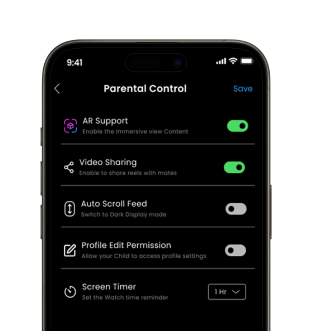 9:41
Parental Control
Save
AR Support
Enable the Immersive view Content
Video Sharing
Enable to share reels with mates
Auto Scroll Feed
Switch to Dark Display mode
Profile Edit Permission
Allow your Child to access profile settings
Screen Timer
Set the Watch time reminder
1 Hr